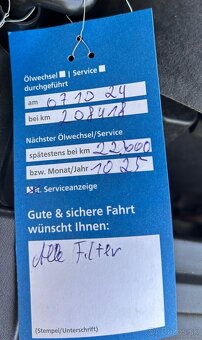 Ölwechsel | Service
durchgeführt
am 07 10 24
bei km 208418
Nächster Ölwechsel/Service
spätestens bei km 22
bzw. Monat/Jahr 10 25
lt. Serviceanzeige
Gute & sichere Fahrt
wünscht Ihnen:
Alle Filter
(Stempel/Unterschrift)